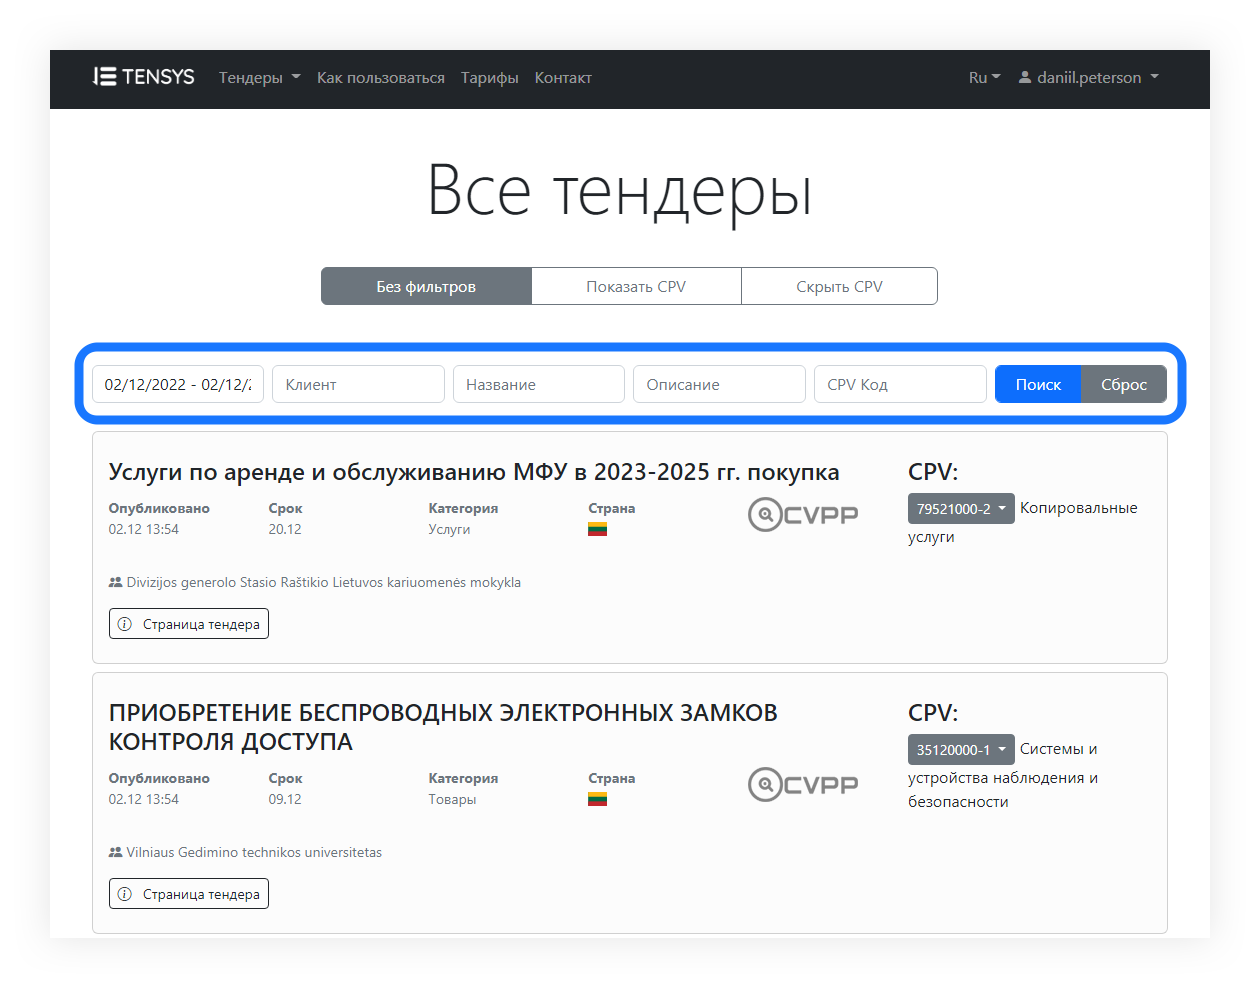 TENSYS Тендеры Как пользоваться Тарифы Контакт Ru daniil.peterson
Все тендеры
Без фильтров Показать CPV Скрыть CPV
02/12/2022 - 02/12/ Клиент Название Описание CPV Код Поиск Сброс
Услуги по аренде и обслуживанию МФУ в 2023-2025 гг. покупка
Опубликовано Срок Категория Страна
02.12 13:54 20.12 Услуги
CVPP
Divizijos generolo Stasio Raštikio Lietuvos kariuomenės mokykla
Страница тендера
CPV:
79521000-2 Копировальные
услуги
ПРИОБРЕТЕНИЕ БЕСПРОВОДНЫХ ЭЛЕКТРОННЫХ ЗАМКОВ
КОНТРОЛЯ ДОСТУПА
Опубликовано Срок Категория Страна
02.12 13:54 09.12 Товары
CVPP
Vilniaus Gedimino technikos universitetas
Страница тендера
CPV:
35120000-1 Системы и
устройства наблюдения и
безопасности